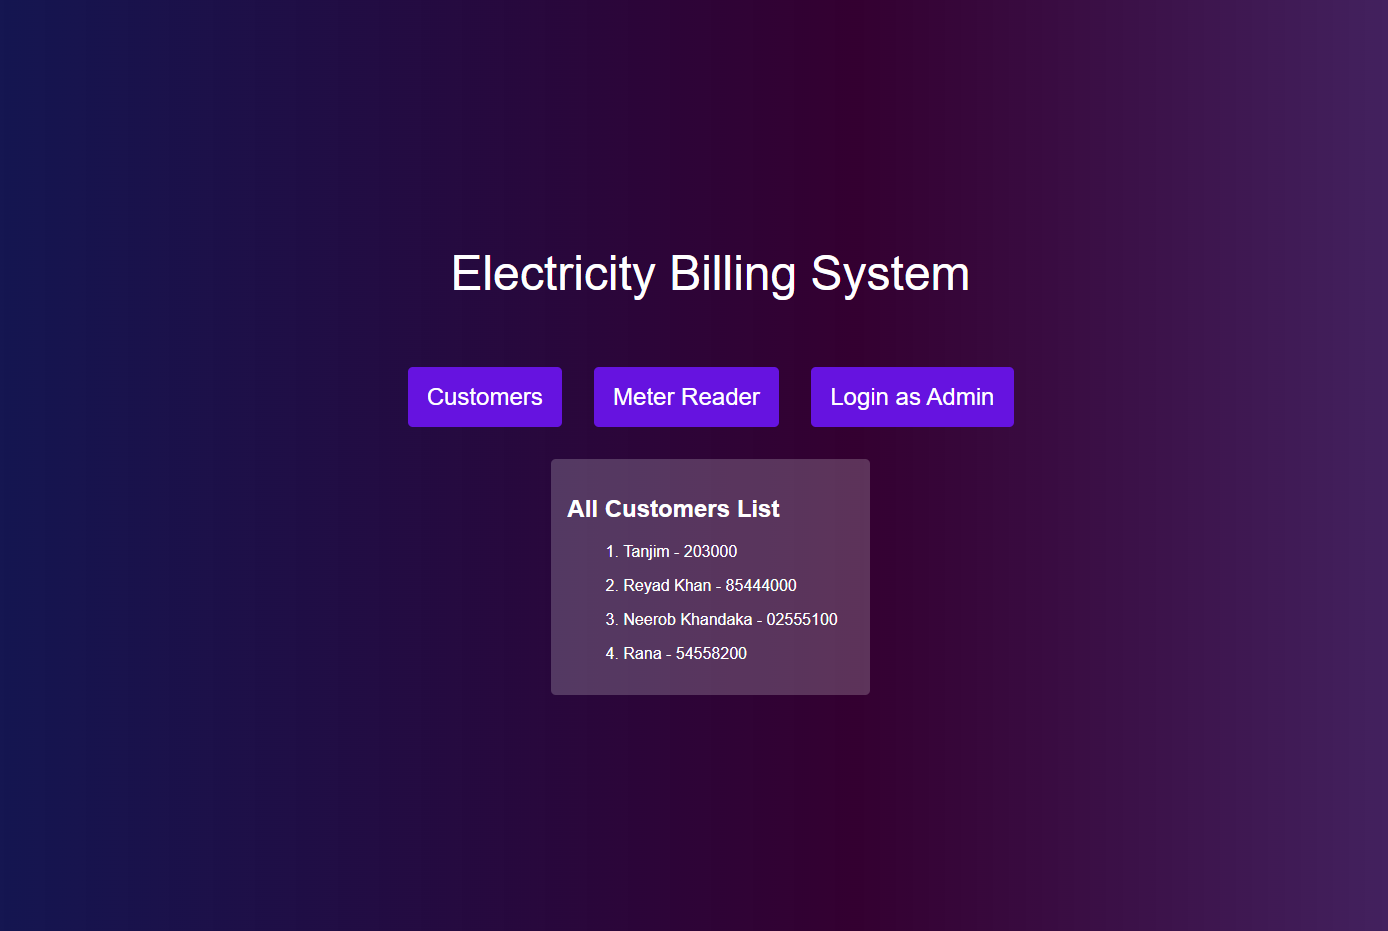 Electricity Billing System
Customers
Meter Reader
Login as Admin
All Customers List
1. Tanjim - 203000
2. Reyad Khan - 85444000
3. Neerob Khandaka - 02555100
4. Rana - 54558200